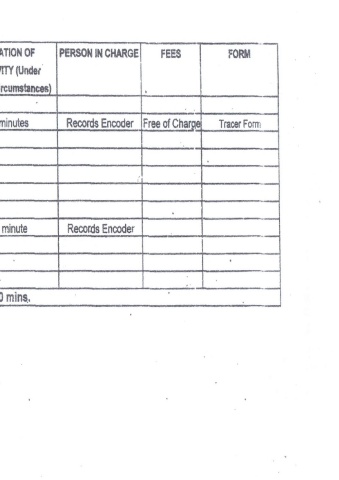 ATION OF PERSON IN CHARGE FEES FORM
VITY (Under
rcumstances)
minutes Records Encoder Free of Charge Tracer Form
minute Records Encoder
0 mins.